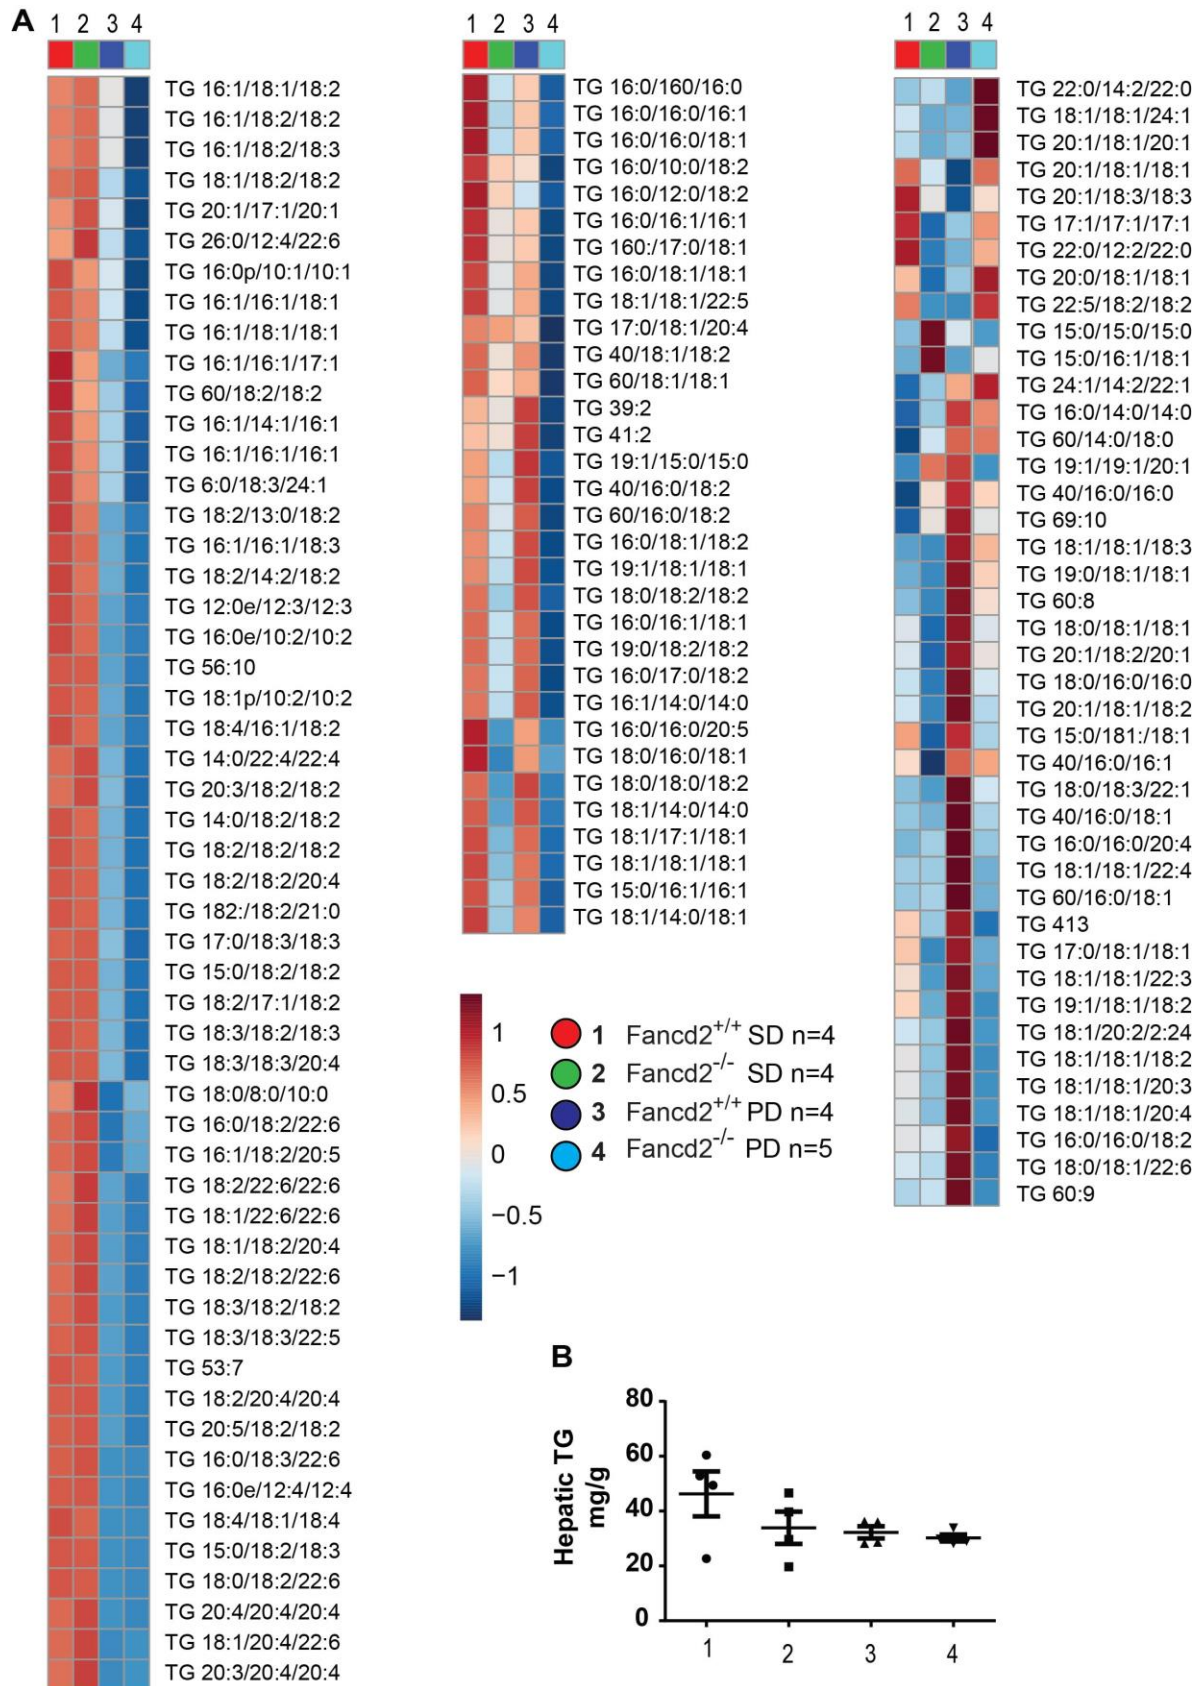 A
1 2 3 4
TG 16:1/18:1/18:2
TG 16:1/18:2/18:2
TG 16:1/18:2/18:3
TG 18:1/18:2/18:2
TG 20:1/17:1/20:1
TG 26:0/12:4/22:6
TG 16:0p/10:1/10:1
TG 16:1/16:1/18:1
TG 16:1/18:1/18:1
TG 16:1/16:1/17:1
TG 60/18:2/18:2
TG 16:1/14:1/16:1
TG 16:1/16:1/16:1
TG 6:0/18:3/24:1
TG 18:2/13:0/18:2
TG 16:1/16:1/18:3
TG 18:2/14:2/18:2
TG 12:0e/12:3/12:3
TG 16:0e/10:2/10:2
TG 56:10
TG 18:1p/10:2/10:2
TG 18:4/16:1/18:2
TG 14:0/22:4/22:4
TG 20:3/18:2/18:2
TG 14:0/18:2/18:2
TG 18:2/18:2/18:2
TG 18:2/18:2/20:4
TG 182:/18:2/21:0
TG 17:0/18:3/18:3
TG 15:0/18:2/18:2
TG 18:2/17:1/18:2
TG 18:3/18:2/18:3
TG 18:3/18:3/20:4
TG 18:0/8:0/10:0
TG 16:0/18:2/22:6
TG 16:1/18:2/20:5
TG 18:2/22:6/22:6
TG 18:1/22:6/22:6
TG 18:1/18:2/20:4
TG 18:2/18:2/22:6
TG 18:3/18:2/18:2
TG 18:3/18:3/22:5
TG 53:7
TG 18:2/20:4/20:4
TG 20:5/18:2/18:2
TG 16:0/18:3/22:6
TG 16:0e/12:4/12:4
TG 18:4/18:1/18:4
TG 15:0/18:2/18:3
TG 18:0/18:2/22:6
TG 20:4/20:4/20:4
TG 18:1/20:4/22:6
TG 20:3/20:4/20:4
1 2 3 4
TG 16:0/160/16:0
TG 16:0/16:0/16:1
TG 16:0/16:0/18:1
TG 16:0/10:0/18:2
TG 16:0/12:0/18:2
TG 16:0/16:1/16:1
TG 160:/17:0/18:1
TG 16:0/18:1/18:1
TG 18:1/18:1/22:5
TG 17:0/18:1/20:4
TG 40/18:1/18:2
TG 60/18:1/18:1
TG 39:2
TG 41:2
TG 19:1/15:0/15:0
TG 40/16:0/18:2
TG 60/16:0/18:2
TG 16:0/18:1/18:2
TG 19:1/18:1/18:1
TG 18:0/18:2/18:2
TG 16:0/16:1/18:1
TG 19:0/18:2/18:2
TG 16:0/17:0/18:2
TG 16:1/14:0/14:0
TG 16:0/16:0/20:5
TG 18:0/16:0/18:1
TG 18:0/18:0/18:2
TG 18:1/14:0/14:0
TG 18:1/17:1/18:1
TG 18:1/18:1/18:1
TG 15:0/16:1/16:1
TG 18:1/14:0/18:1
1
0.5
0
−0.5
−1
1 Fancd2+/+ SD n=4
2 Fancd2-/- SD n=4
3 Fancd2+/+ PD n=4
4 Fancd2-/- PD n=5
1 2 3 4
TG 22:0/14:2/22:0
TG 18:1/18:1/24:1
TG 20:1/18:1/20:1
TG 20:1/18:1/18:1
TG 20:1/18:3/18:3
TG 17:1/17:1/17:1
TG 22:0/12:2/22:0
TG 20:0/18:1/18:1
TG 22:5/18:2/18:2
TG 15:0/15:0/15:0
TG 15:0/16:1/18:1
TG 24:1/14:2/22:1
TG 16:0/14:0/14:0
TG 60/14:0/18:0
TG 19:1/19:1/20:1
TG 40/16:0/16:0
TG 69:10
TG 18:1/18:1/18:3
TG 19:0/18:1/18:1
TG 60:8
TG 18:0/18:1/18:1
TG 20:1/18:2/20:1
TG 18:0/16:0/16:0
TG 20:1/18:1/18:2
TG 15:0/181:/18:1
TG 40/16:0/16:1
TG 18:0/18:3/22:1
TG 40/16:0/18:1
TG 16:0/16:0/20:4
TG 18:1/18:1/22:4
TG 60/16:0/18:1
TG 413
TG 17:0/18:1/18:1
TG 18:1/18:1/22:3
TG 19:1/18:1/18:2
TG 18:1/20:2/2:24
TG 18:1/18:1/18:2
TG 18:1/18:1/20:3
TG 18:1/18:1/20:4
TG 16:0/16:0/18:2
TG 18:0/18:1/22:6
TG 60:9
B
Hepatic TG
mg/g
80
60
40
20
0
1 2 3 4